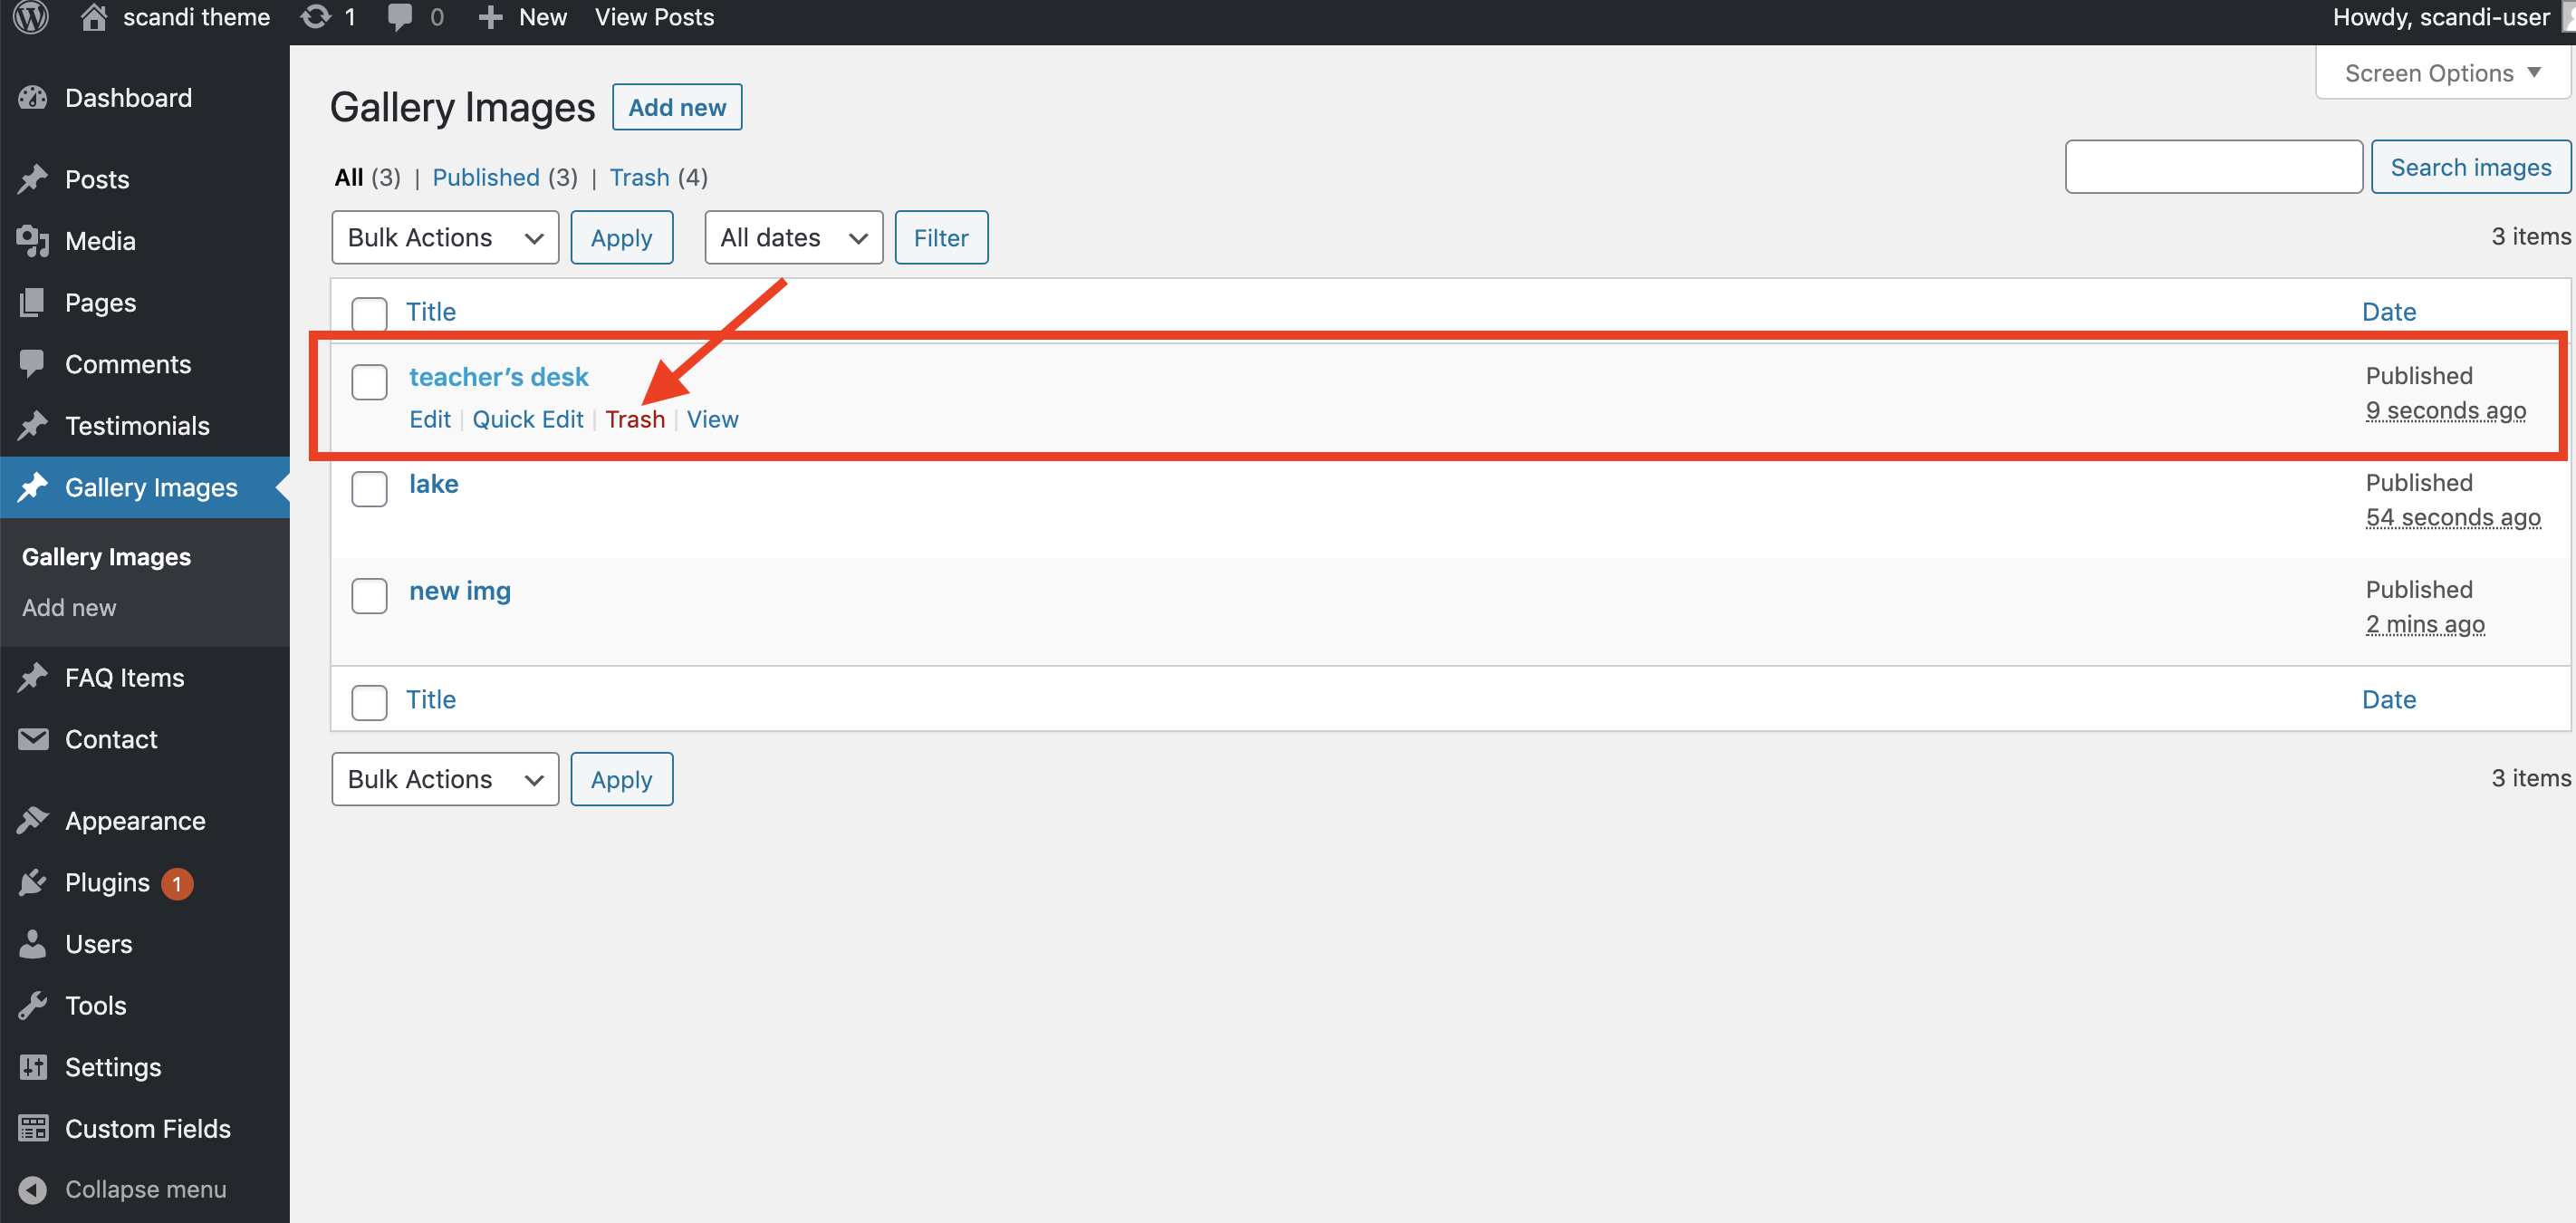 scandi theme 1 0 New View Posts Howdy, scandi-user
Screen Options
Dashboard
Posts
Media
Pages
Comments
Testimonials
Gallery Images
Gallery Images
Add new
FAQ Items
Contact
Appearance
Plugins 1
Users
Tools
Settings
Custom Fields
Collapse menu
Gallery Images Add new
All (3) | Published (3) | Trash (4)
Search images
Bulk Actions Apply All dates Filter 3 items
Title Date
teacher’s desk Published
Edit | Quick Edit | Trash | View 9 seconds ago
lake Published
54 seconds ago
new img Published
2 mins ago
Title Date
Bulk Actions Apply 3 items